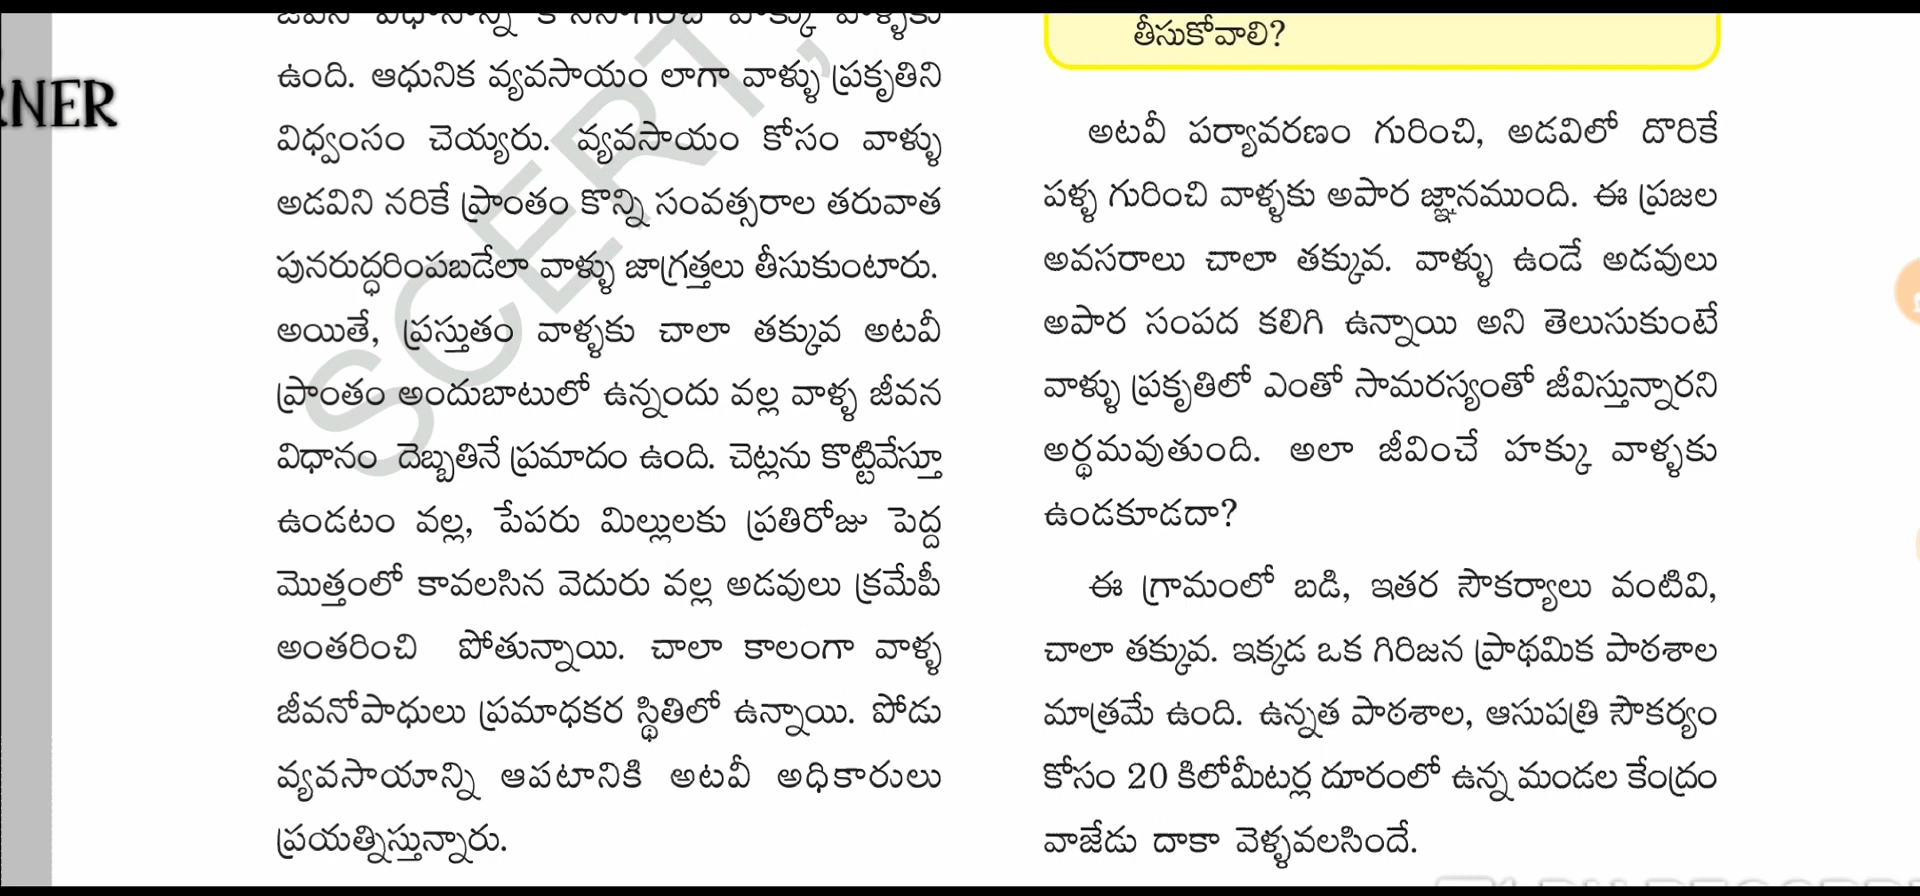 ఉంది. ఆధునిక వ్యవసాయం లాగా వాళ్ళు ప్రకృతిని
విధ్వంసం చెయ్యరు. వ్యవసాయం కోసం వాళ్ళు
అడవిని నరికే ప్రాంతం కొన్ని సంవత్సరాల తరువాత
పునరుద్ధరింపబడేలా వాళ్ళు జాగ్రత్తలు తీసుకుంటారు.
అయితే, ప్రస్తుతం వాళ్ళకు చాలా తక్కువ అటవీ
ప్రాంతం అందుబాటులో ఉన్నందు వల్ల వాళ్ళ జీవన
విధానం దెబ్బతినే ప్రమాదం ఉంది. చెట్లను కొట్టివేస్తూ
ఉండటం వల్ల, పేపరు మిల్లులకు ప్రతిరోజు పెద్ద
మొత్తంలో కావలసిన వెదురు వల్ల అడవులు క్రమేపీ
అంతరించి పోతున్నాయి. చాలా కాలంగా వాళ్ళ
జీవనోపాధులు ప్రమాధకర స్థితిలో ఉన్నాయి. పోడు
వ్యవసాయాన్ని ఆపటానికి అటవీ అధికారులు
ప్రయత్నిస్తున్నారు.
తీసుకోవాలి?
అటవీ పర్యావరణం గురించి, అడవిలో దొరికే
పళ్ళ గురించి వాళ్ళకు అపార జ్ఞానముంది. ఈ ప్రజల
అవసరాలు చాలా తక్కువ. వాళ్ళు ఉండే అడవులు
అపార సంపద కలిగి ఉన్నాయి అని తెలుసుకుంటే
వాళ్ళు ప్రకృతిలో ఎంతో సామరస్యంతో జీవిస్తున్నారని
అర్థమవుతుంది. అలా జీవించే హక్కు వాళ్ళకు
ఉండకూడదా?
ఈ గ్రామంలో బడి, ఇతర సౌకర్యాలు వంటివి,
చాలా తక్కువ. ఇక్కడ ఒక గిరిజన ప్రాథమిక పాఠశాల
మాత్రమే ఉంది. ఉన్నత పాఠశాల, ఆసుపత్రి సౌకర్యం
కోసం 20 కిలోమీటర్ల దూరంలో ఉన్న మండల కేంద్రం
వాజేడు దాకా వెళ్ళవలసిందే.
SCERT,
RNER